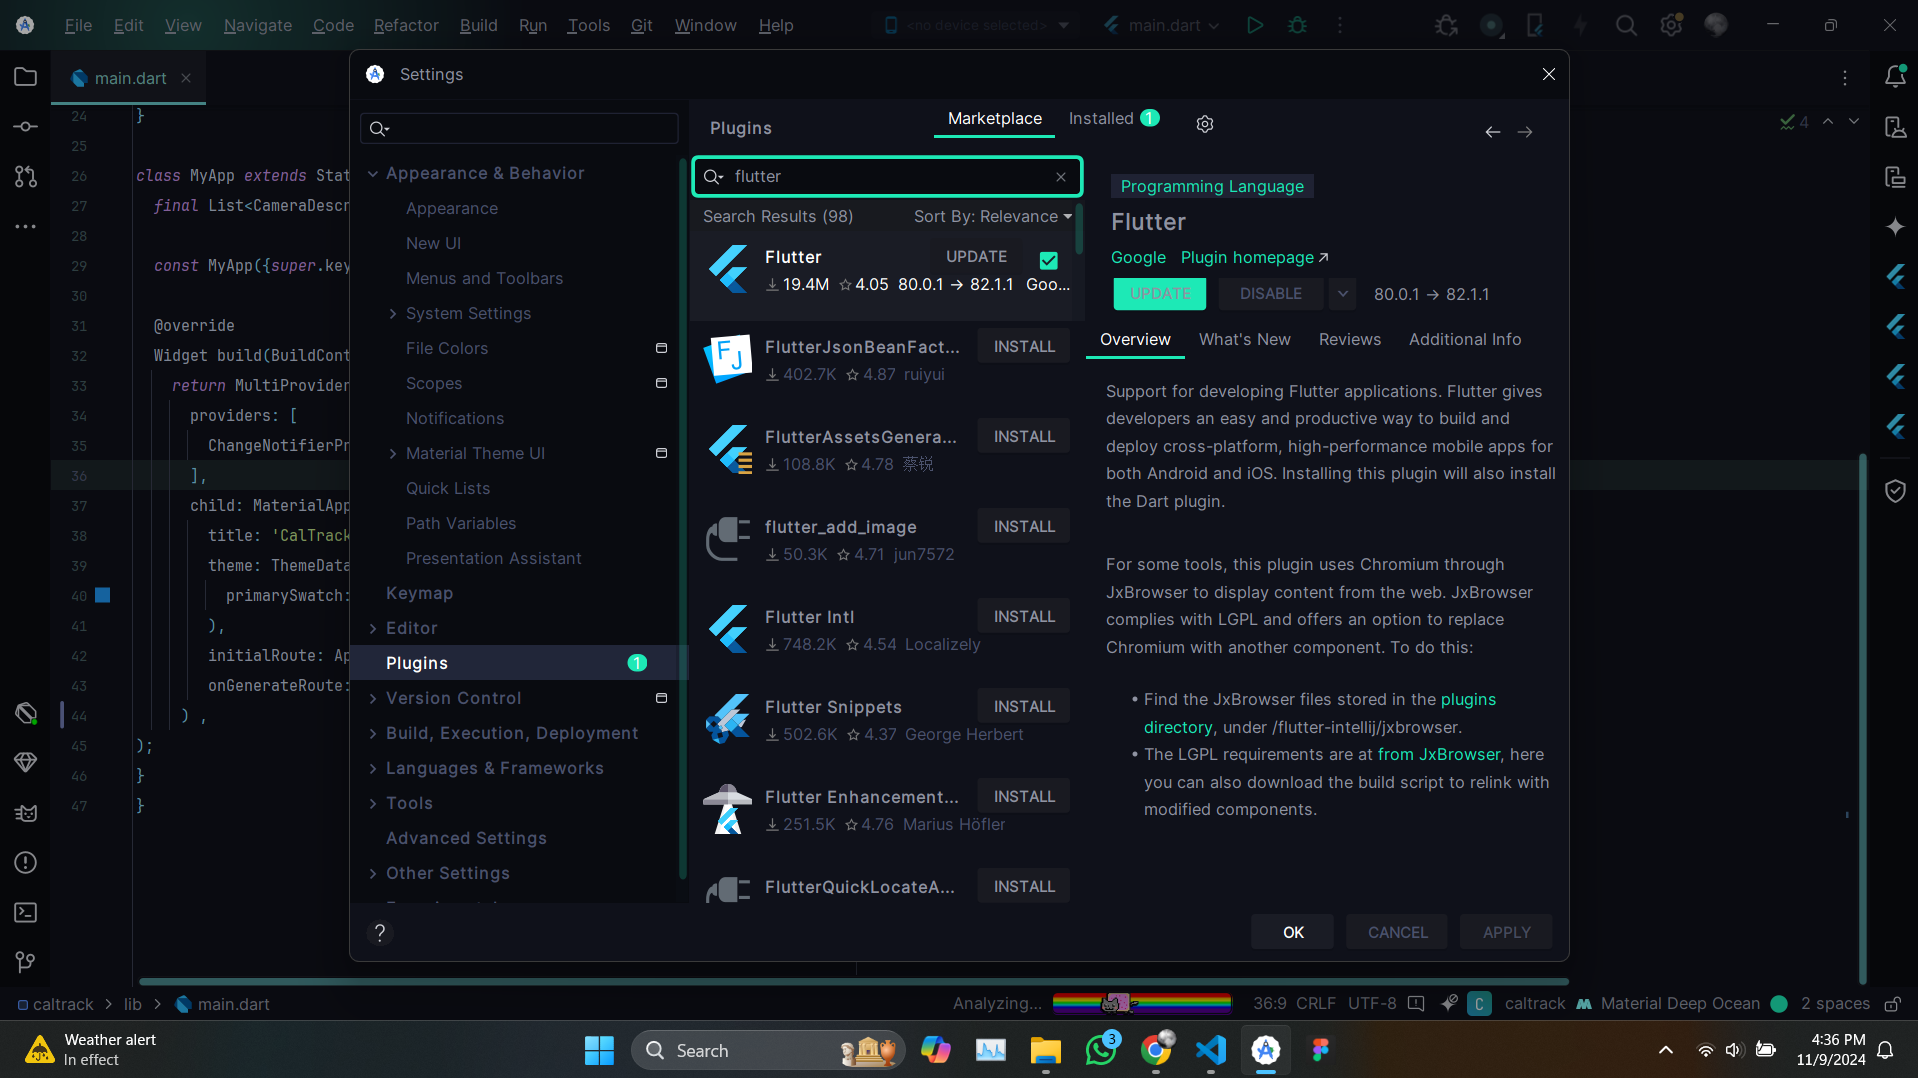 File Edit View Navigate Code Refactor Build Run Tools Git Window Help <no device selected> main.dart
main.dart
Settings
24 }
25
26 class MyApp extends Stat
27 final List<CameraDescr
28
29 const MyApp({super.key
30
31 @override
32 Widget build(BuildCont
33 return MultiProvider
34 providers: [
35 ChangeNotifierPr
36 ],
37 child: MaterialApp
38 title: 'CalTrack
39 theme: ThemeData
40 primarySwatch:
41 ),
42 initialRoute: Ap
43 onGenerateRoute:
44 ) ,
45 );
46 }
47 }
4
Appearance & Behavior
Appearance
New UI
Menus and Toolbars
System Settings
File Colors
Scopes
Notifications
Material Theme UI
Quick Lists
Path Variables
Presentation Assistant
Keymap
Editor
Plugins 1
Version Control
Build, Execution, Deployment
Languages & Frameworks
Tools
Advanced Settings
Other Settings
Plugins Marketplace Installed 1
flutter
Search Results (98) Sort By: Relevance
Flutter UPDATE
19.4M 4.05 80.0.1 → 82.1.1 Goo...
FlutterJsonBeanFact... INSTALL
402.7K 4.87 ruiyui
FlutterAssetsGenera... INSTALL
108.8K 4.78 蔡锐
flutter_add_image INSTALL
50.3K 4.71 jun7572
Flutter Intl INSTALL
748.2K 4.54 Localizely
Flutter Snippets INSTALL
502.6K 4.37 George Herbert
Flutter Enhancement... INSTALL
251.5K 4.76 Marius Höfler
FlutterQuickLocateA... INSTALL
Programming Language
Flutter
Google Plugin homepage ↗
UPDATE DISABLE 80.0.1 → 82.1.1
Overview What's New Reviews Additional Info
Support for developing Flutter applications. Flutter gives
developers an easy and productive way to build and
deploy cross-platform, high-performance mobile apps for
both Android and iOS. Installing this plugin will also install
the Dart plugin.
For some tools, this plugin uses Chromium through
JxBrowser to display content from the web. JxBrowser
complies with LGPL and offers an option to replace
Chromium with another component. To do this:
• Find the JxBrowser files stored in the plugins
directory, under /flutter-intellij/jxbrowser.
• The LGPL requirements are at from JxBrowser, here
you can also download the build script to relink with
modified components.
? OK CANCEL APPLY
caltrack > lib > main.dart Analyzing... 36:9 CRLF UTF-8 C caltrack Material Deep Ocean 2 spaces
Weather alert
In effect
Search
3
4:36 PM
11/9/2024